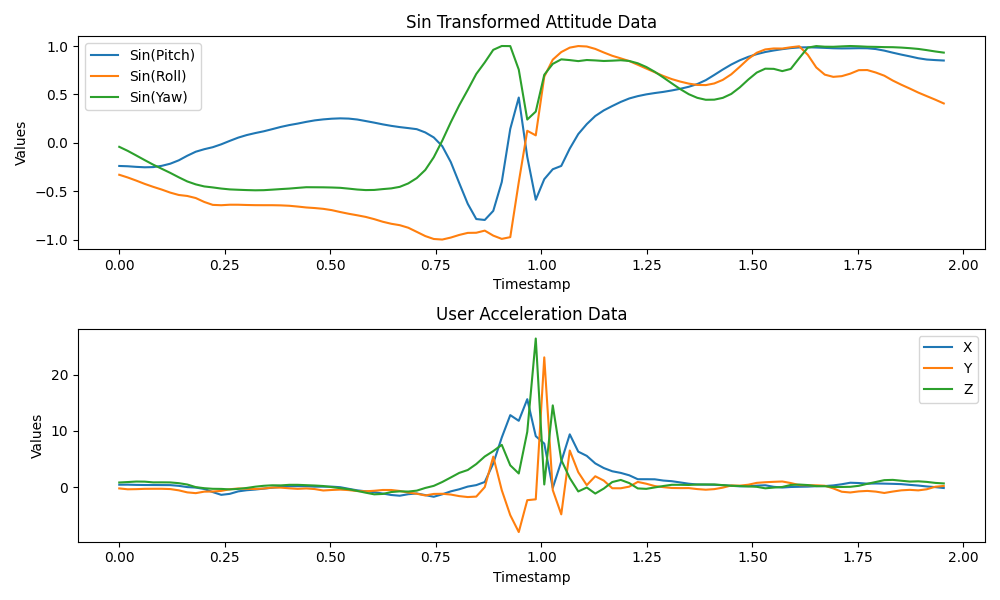 Sin Transformed Attitude Data
Values
1.0
0.5
0.0
−0.5
−1.0
Sin(Pitch)
Sin(Roll)
Sin(Yaw)
0.00 0.25 0.50 0.75 1.00 1.25 1.50 1.75 2.00
Timestamp
User Acceleration Data
Values
20
10
0
X
Y
Z
0.00 0.25 0.50 0.75 1.00 1.25 1.50 1.75 2.00
Timestamp